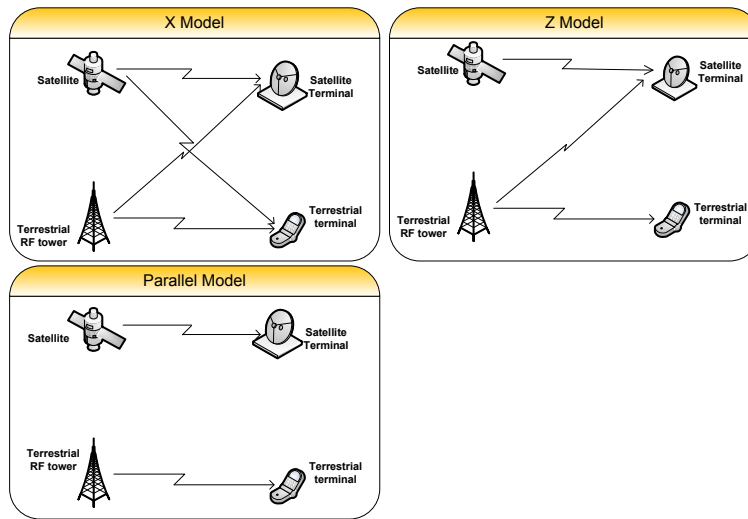 X Model
Satellite
Satellite
Terminal
Terrestrial
RF tower
Terrestrial
terminal
Z Model
Satellite
Satellite
Terminal
Terrestrial
RF tower
Terrestrial
terminal
Parallel Model
Satellite
Satellite
Terminal
Terrestrial
RF tower
Terrestrial
terminal